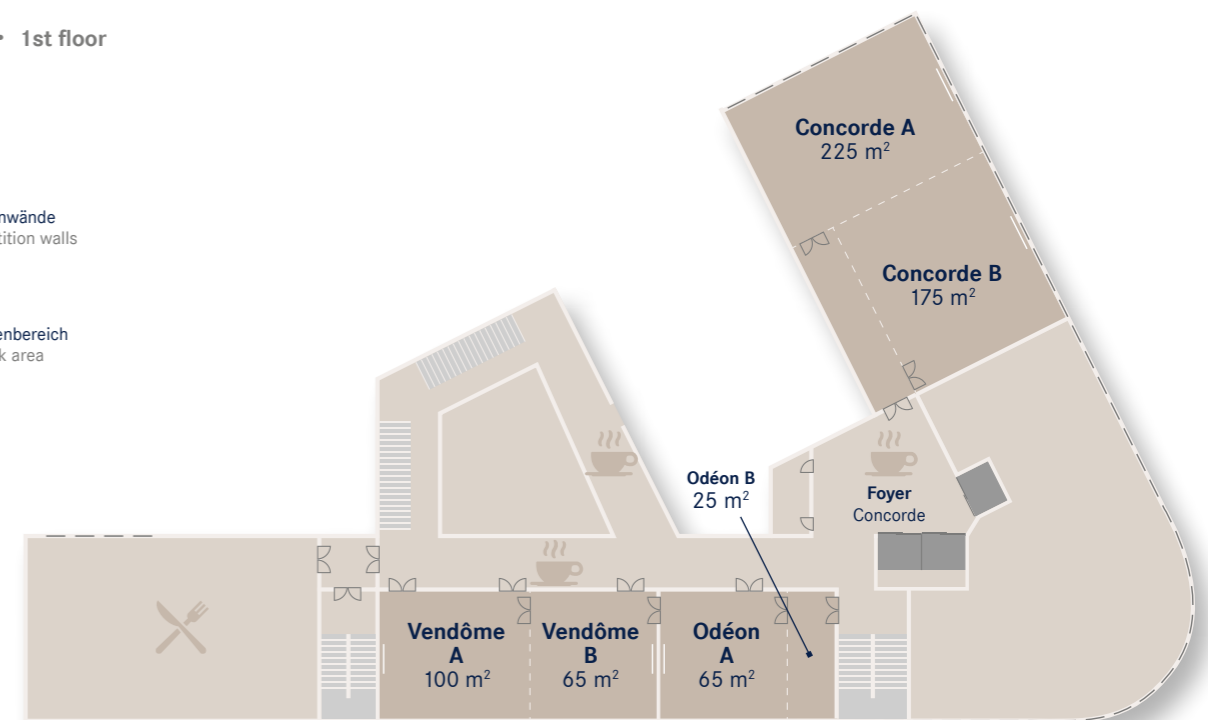 • 1st floor
Concorde A
225 m²
nwände
tition walls
Concorde B
175 m²
enbereich
k area
Odéon B
25 m²
Foyer
Concorde
Vendôme
A
100 m²
Vendôme
B
65 m²
Odéon
A
65 m²